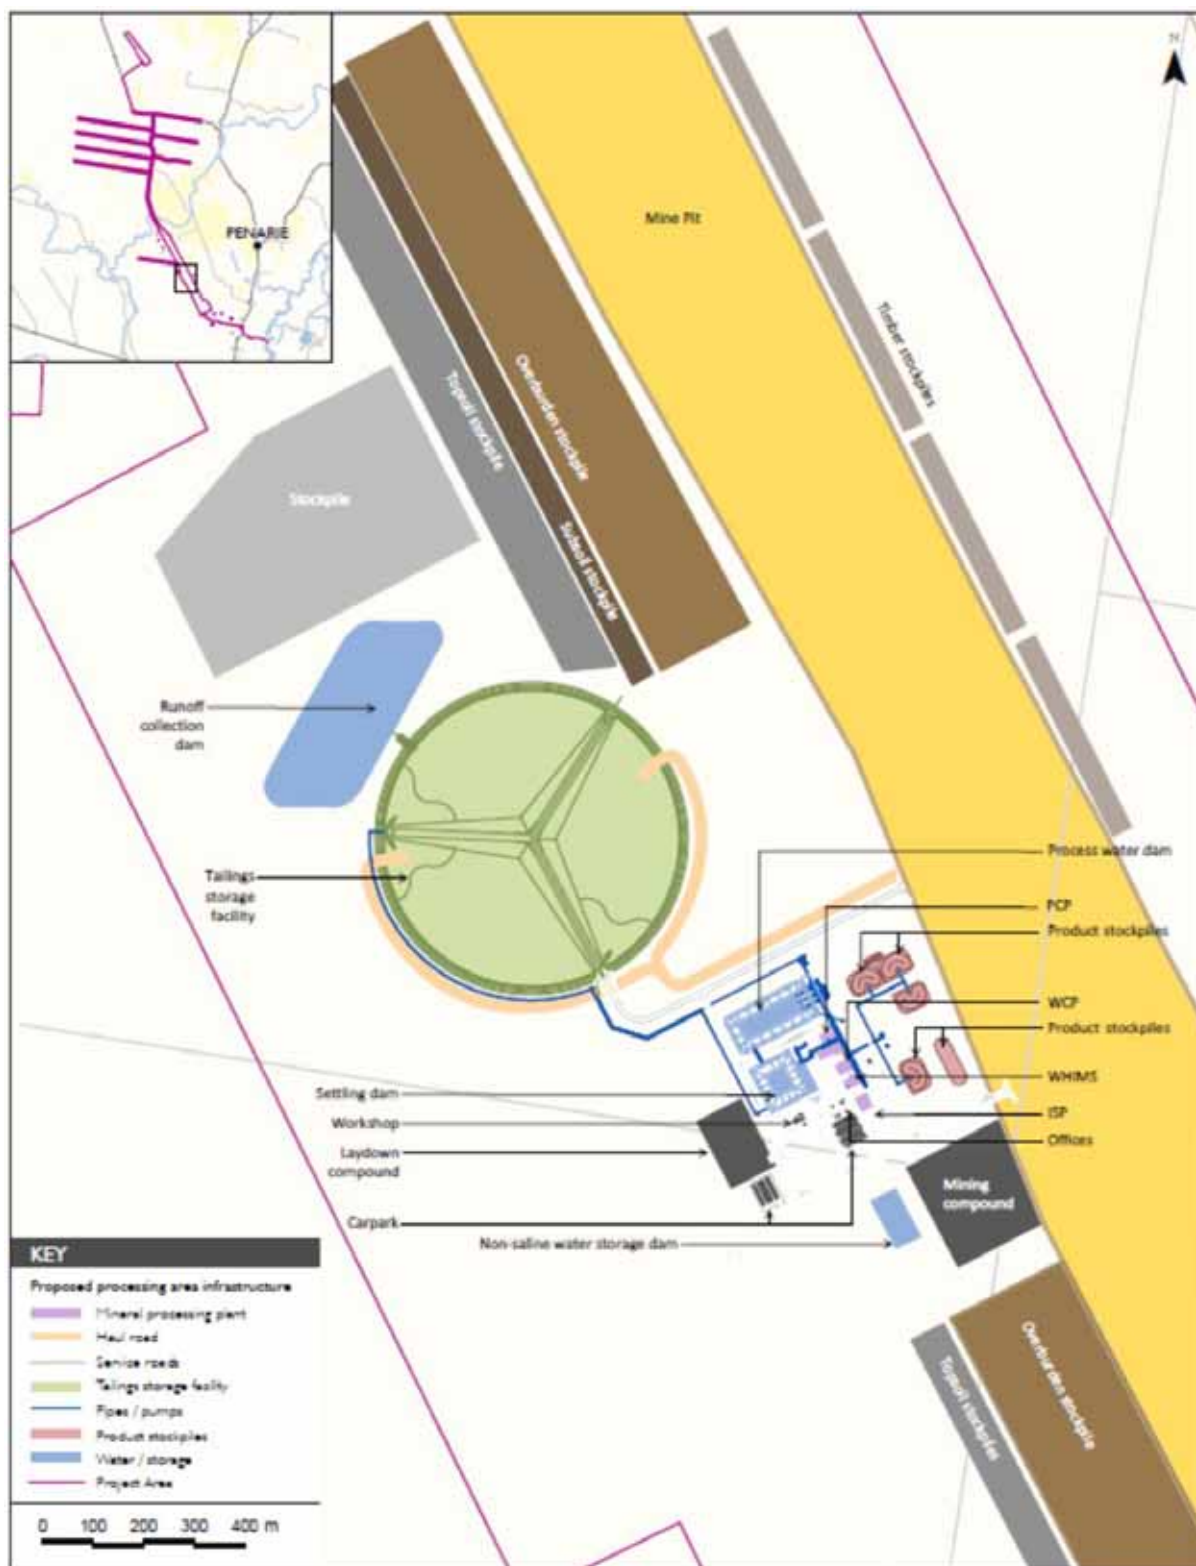 N
PENARIE
Mine Pit
Timber stockpiles
Overburden stockpile
Topsoil stockpile
Subsoil stockpile
Stockpile
Runoff
collection
dam
Tailings
storage
facility
Process water dam
PCP
Product stockpiles
WCP
Product stockpiles
WHIMS
ISP
Offices
Settling dam
Workshop
Laydown
compound
Carpark
Non-saline water storage dam
Mining
compound
Overburden stockpile
Topsoil stockpiles
KEY
Proposed processing area infrastructure
Mineral processing plant
Haul road
Service roads
Tailings storage facility
Pipes / pumps
Product stockpiles
Water / storage
Project Area
0 100 200 300 400 m